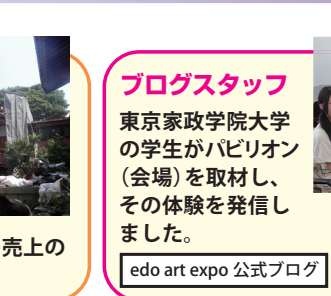 売上の
ブログスタッフ
東京家政学院大学
の学生がパビリオン
（会場）を取材し、
その体験を発信し
ました。
edo art expo 公式ブログ